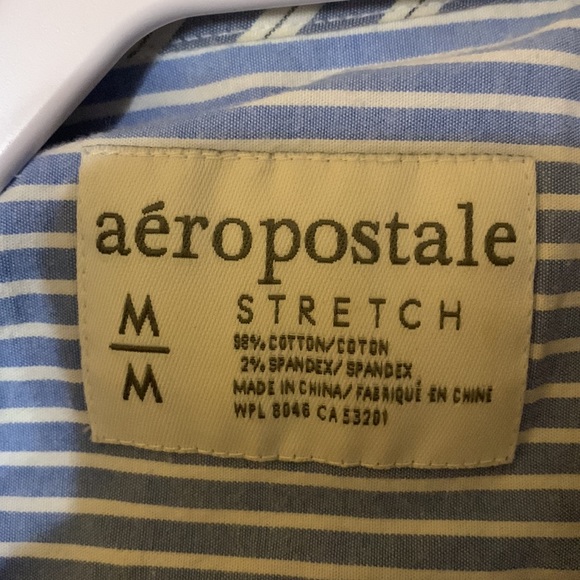 aéropostale
M
M
STRETCH
98% COTTON/COTON
2% SPANDEX/SPANDEX
MADE IN CHINA/FABRIQUÉ EN CHINE
WPL 8046 CA 53201